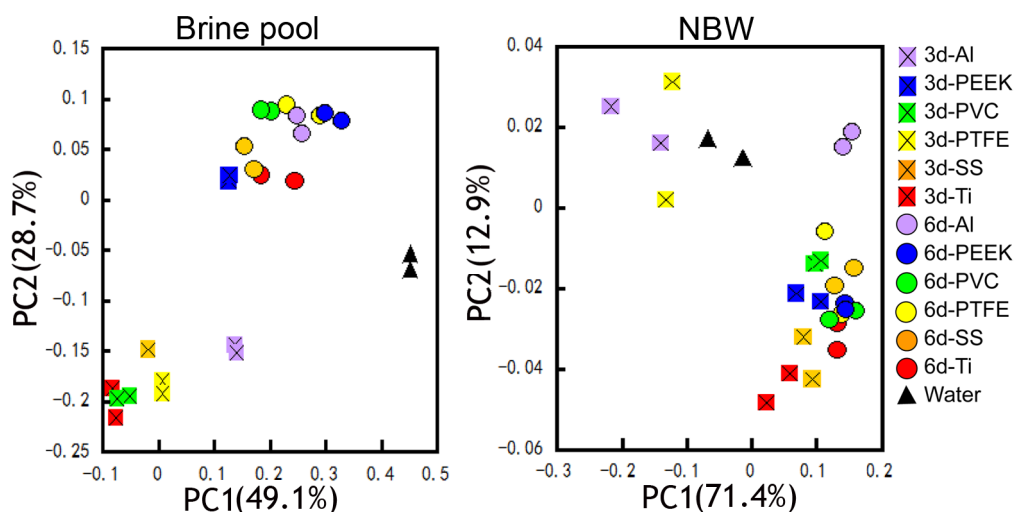 Brine pool
NBW
0.15
0.1
0.05
0
-0.05
-0.1
-0.15
-0.2
-0.25
PC2(28.7%)
-0.1
0
0.1
0.2
0.3
0.4
0.5
PC1(49.1%)
0.04
0.02
0
-0.02
-0.04
-0.06
PC2(12.9%)
-0.3
-0.2
-0.1
0
0.1
0.2
PC1(71.4%)
3d-Al
3d-PEEK
3d-PVC
3d-PTFE
3d-SS
3d-Ti
6d-Al
6d-PEEK
6d-PVC
6d-PTFE
6d-SS
6d-Ti
Water